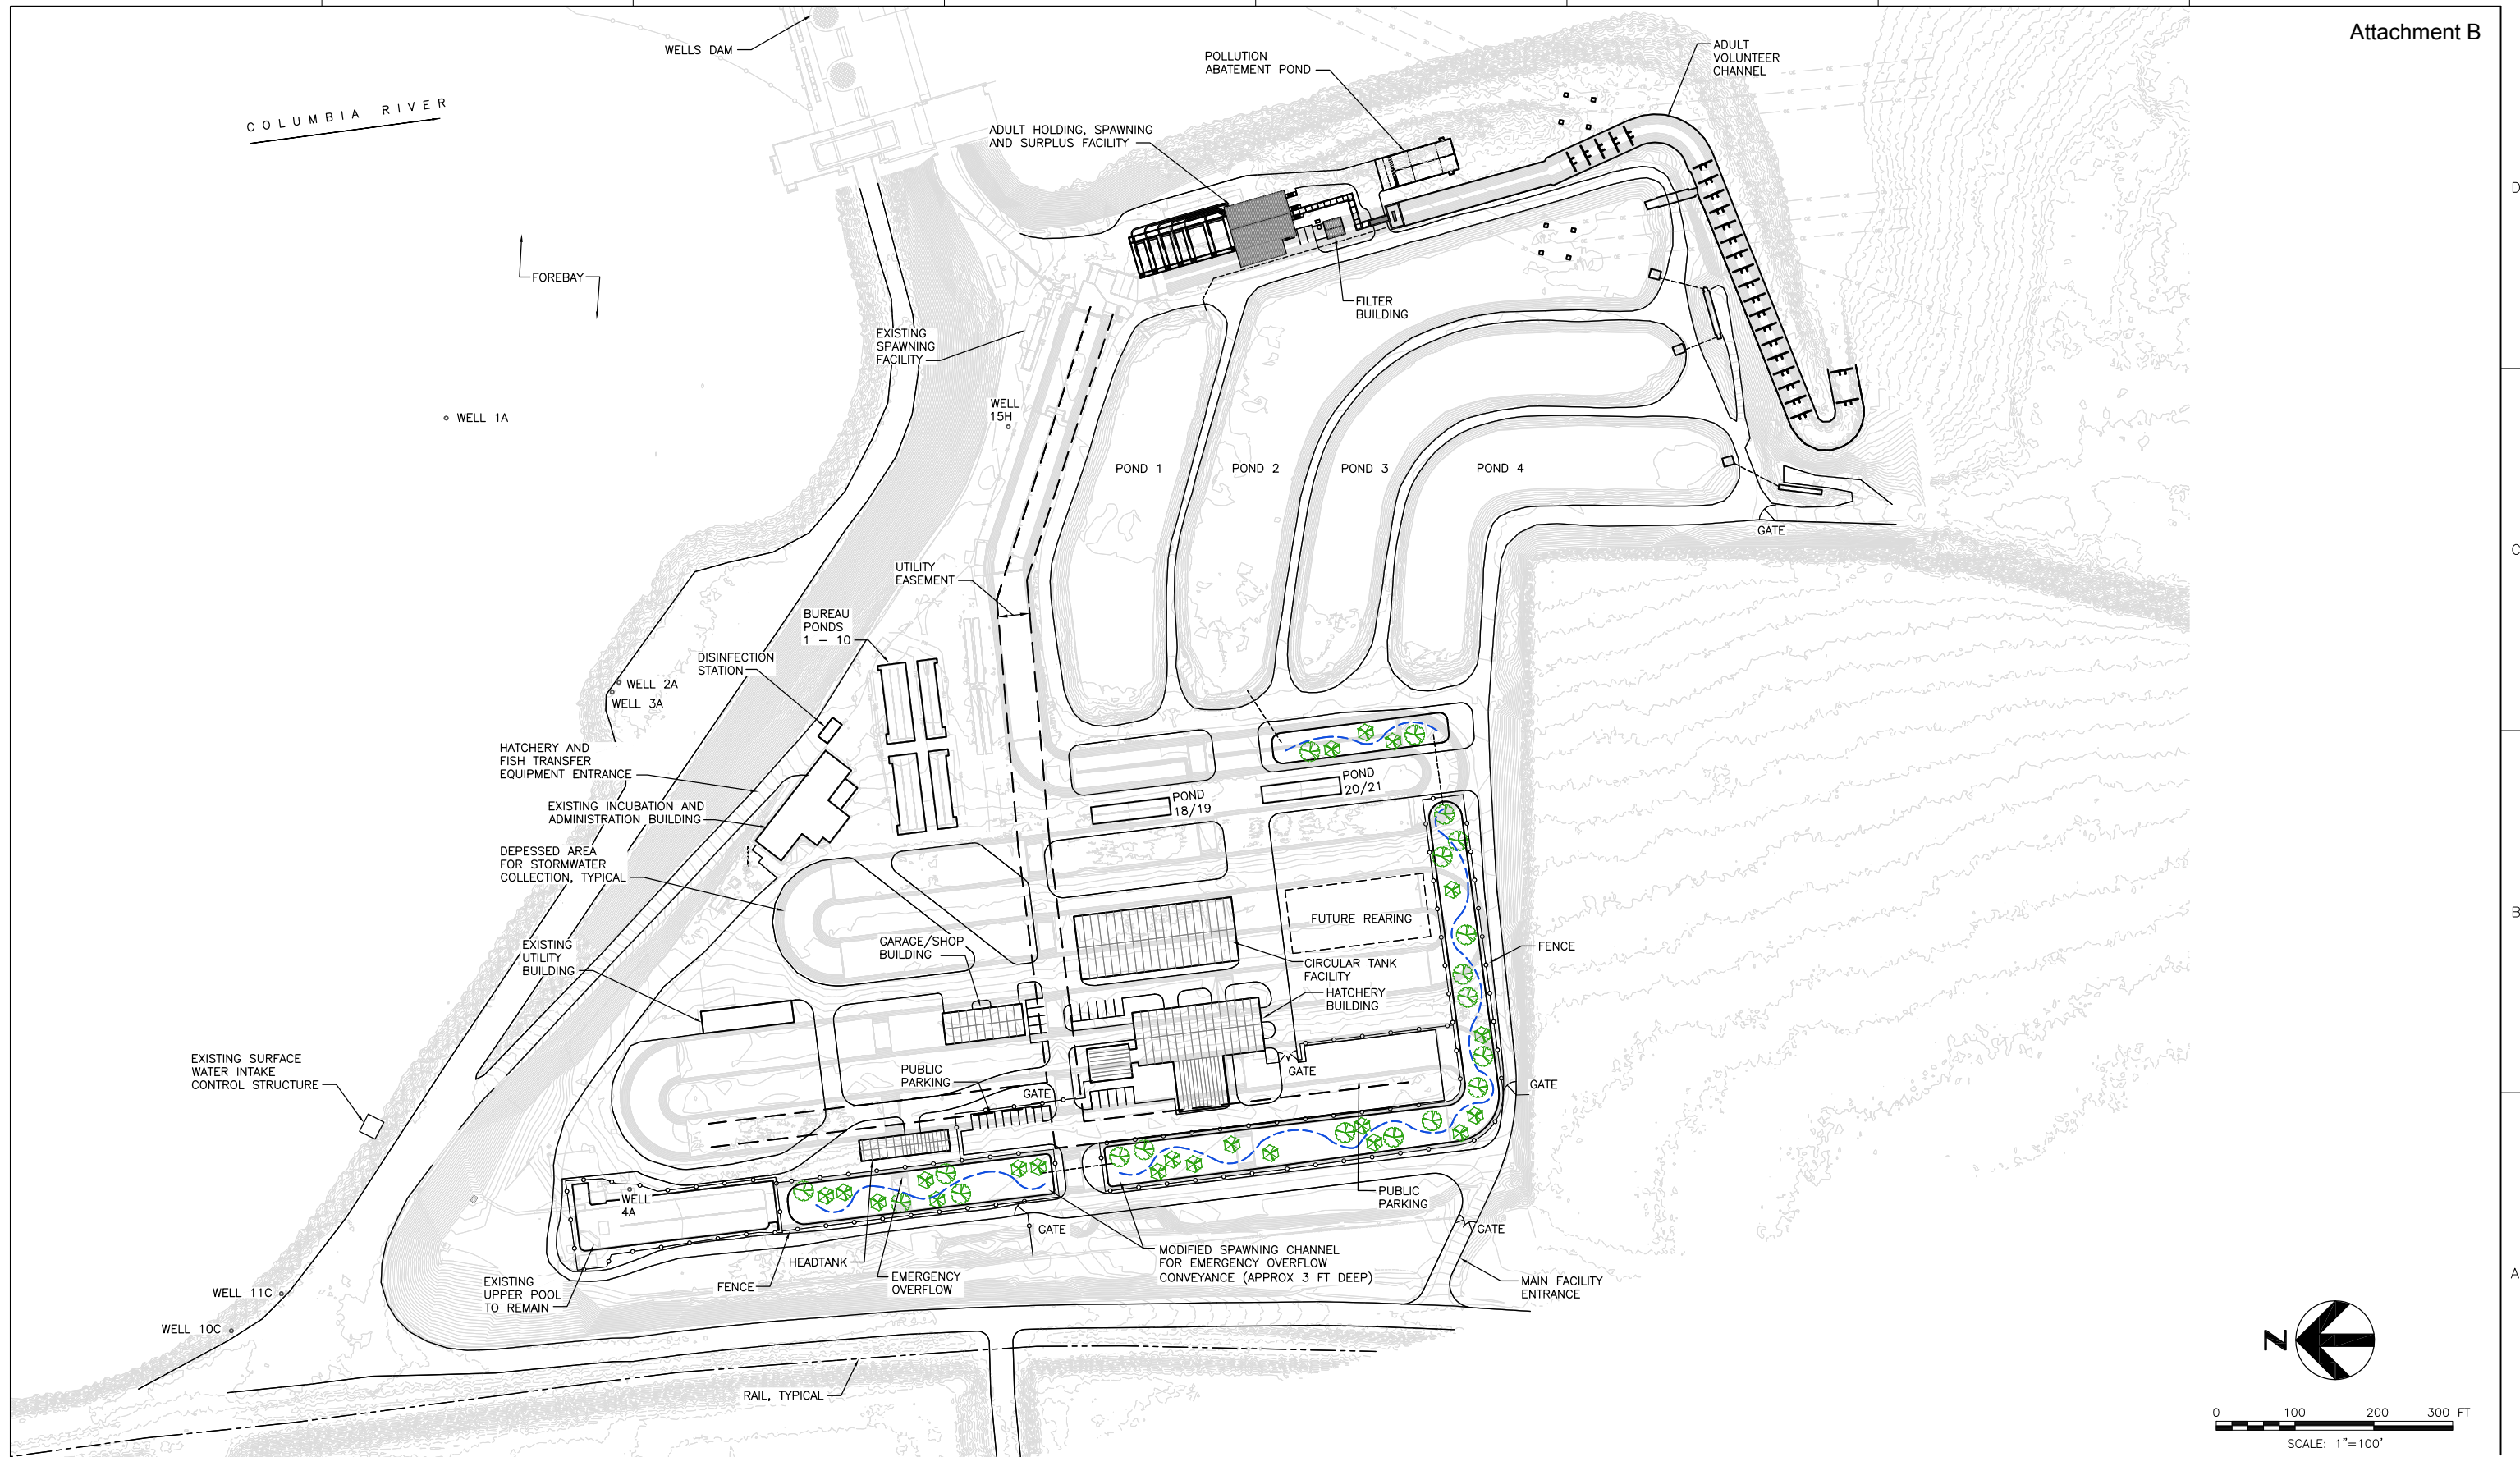 Attachment B
WELLS DAM
COLUMBIA RIVER
POLLUTION
ABATEMENT POND
ADULT
VOLUNTEER
CHANNEL
ADULT HOLDING, SPAWNING
AND SURPLUS FACILITY
D
FOREBAY
FILTER
BUILDING
EXISTING
SPAWNING
FACILITY
WELL 1A
WELL
15H
POND 1
POND 2
POND 3
POND 4
GATE
C
UTILITY
EASEMENT
BUREAU
PONDS
1 – 10
DISINFECTION
STATION
WELL 2A
WELL 3A
HATCHERY AND
FISH TRANSFER
EQUIPMENT ENTRANCE
EXISTING INCUBATION AND
ADMINISTRATION BUILDING
POND
18/19
POND
20/21
DEPESSED AREA
FOR STORMWATER
COLLECTION, TYPICAL
FUTURE REARING
B
GARAGE/SHOP
BUILDING
FENCE
EXISTING
UTILITY
BUILDING
CIRCULAR TANK
FACILITY
HATCHERY
BUILDING
EXISTING SURFACE
WATER INTAKE
CONTROL STRUCTURE
PUBLIC
PARKING
GATE
GATE
GATE
WELL
4A
PUBLIC
PARKING
GATE
GATE
HEADTANK
MODIFIED SPAWNING CHANNEL
FOR EMERGENCY OVERFLOW
CONVEYANCE (APPROX 3 FT DEEP)
EMERGENCY
OVERFLOW
FENCE
EXISTING
UPPER POOL
TO REMAIN
MAIN FACILITY
ENTRANCE
A
WELL 11C
WELL 10C
RAIL, TYPICAL
N
0 100 200 300 FT
SCALE: 1"=100'